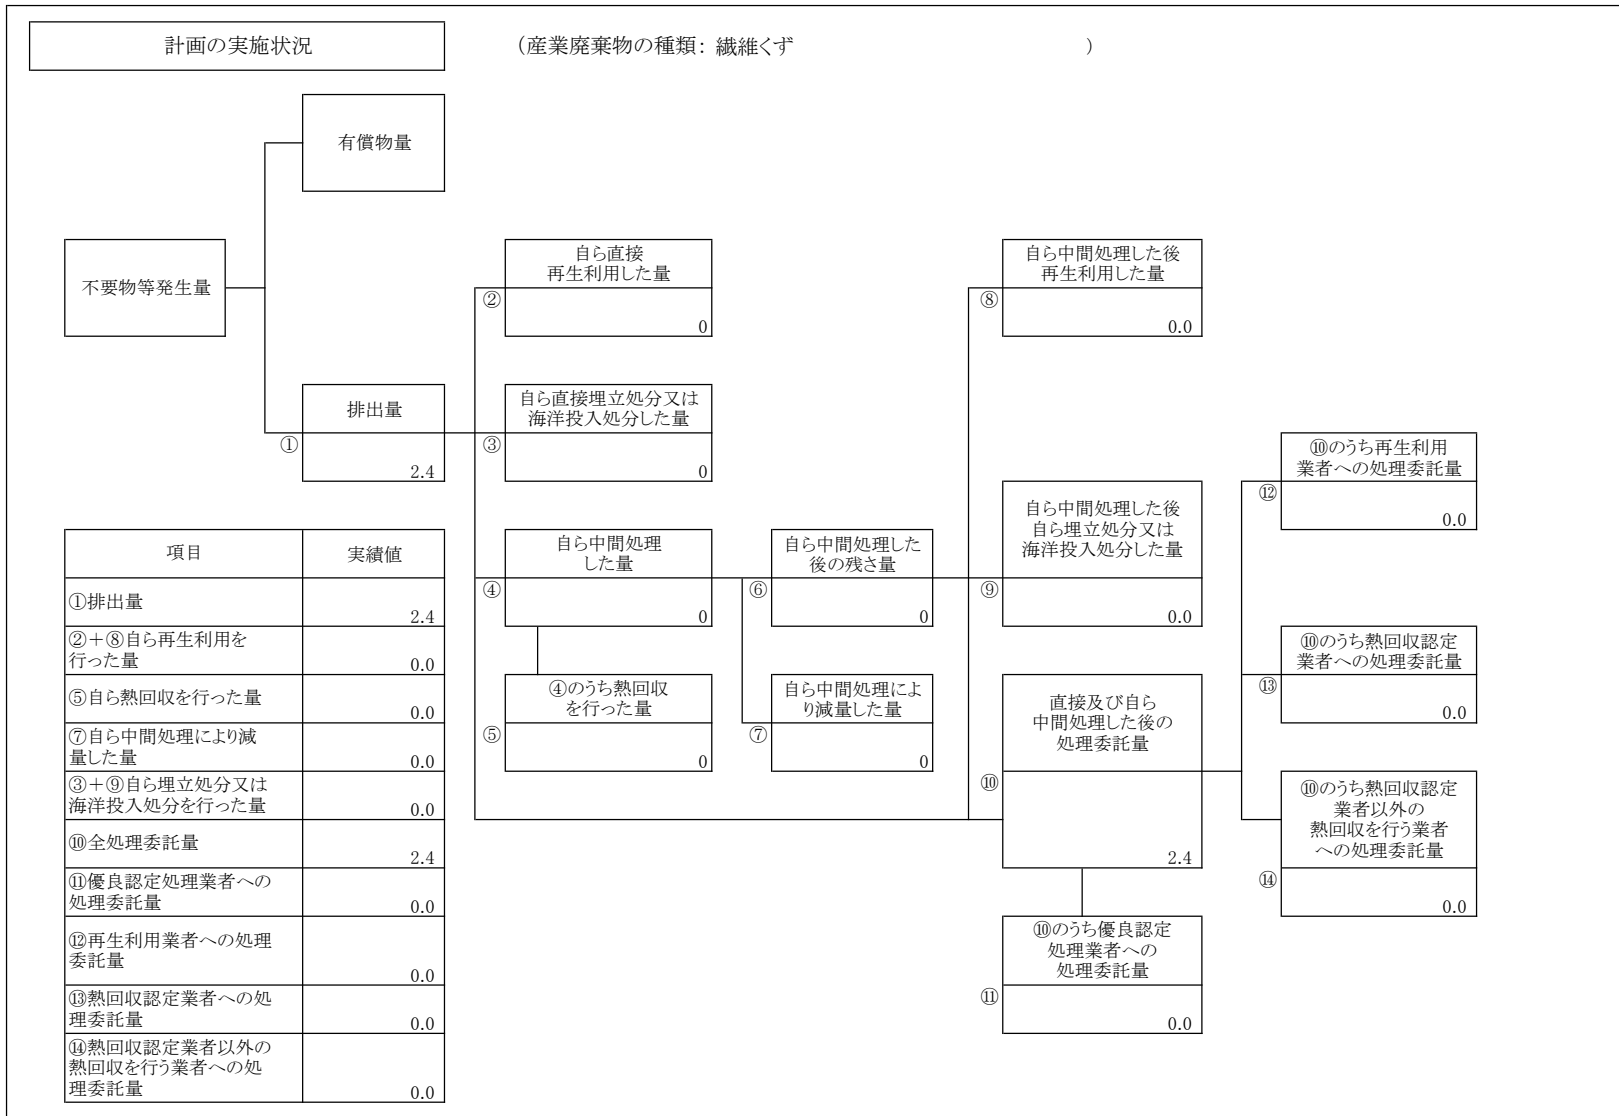 計画の実施状況
（産業廃棄物の種類：繊維くず　　　　　　　　　　）
有償物量
不要物等発生量
自ら直接
再生利用した量
②
0
自ら中間処理した後
再生利用した量
⑧
0.0
排出量
①
2.4
自ら直接埋立処分又は
海洋投入処分した量
③
0
⑩のうち再生利用
業者への処理委託量
⑫
0.0
自ら中間処理
した量
④
0
自ら中間処理した
後の残さ量
⑥
0
自ら中間処理した後
自ら埋立処分又は
海洋投入処分した量
⑨
0.0
⑩のうち熱回収認定
業者への処理委託量
⑬
0.0
④のうち熱回収
を行った量
⑤
0
自ら中間処理によ
り減量した量
⑦
0
直接及び自ら
中間処理した後の
処理委託量
⑩
2.4
⑩のうち熱回収認定
業者以外の
熱回収を行う業者
への処理委託量
⑭
0.0
⑩のうち優良認定
処理業者への
処理委託量
⑪
0.0
項目　実績値
①排出量
2.4
②＋⑧自ら再生利用を
行った量
0.0
⑤自ら熱回収を行った量
0.0
⑦自ら中間処理により減
量した量
0.0
③＋⑨自ら埋立処分又は
海洋投入処分を行った量
0.0
⑩全処理委託量
2.4
⑪優良認定処理業者への
処理委託量
0.0
⑫再生利用業者への処理
委託量
0.0
⑬熱回収認定業者への処
理委託量
0.0
⑭熱回収認定業者以外の
熱回収を行う業者への処
理委託量
0.0